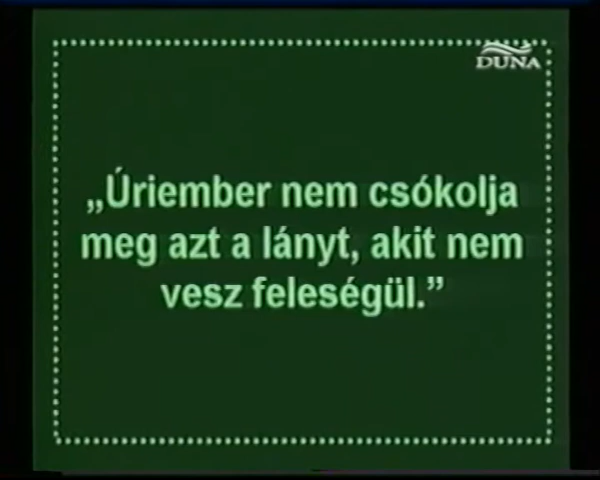 DUNA
„Úriember nem csókolja
meg azt a lányt, akit nem
vesz feleségül.”